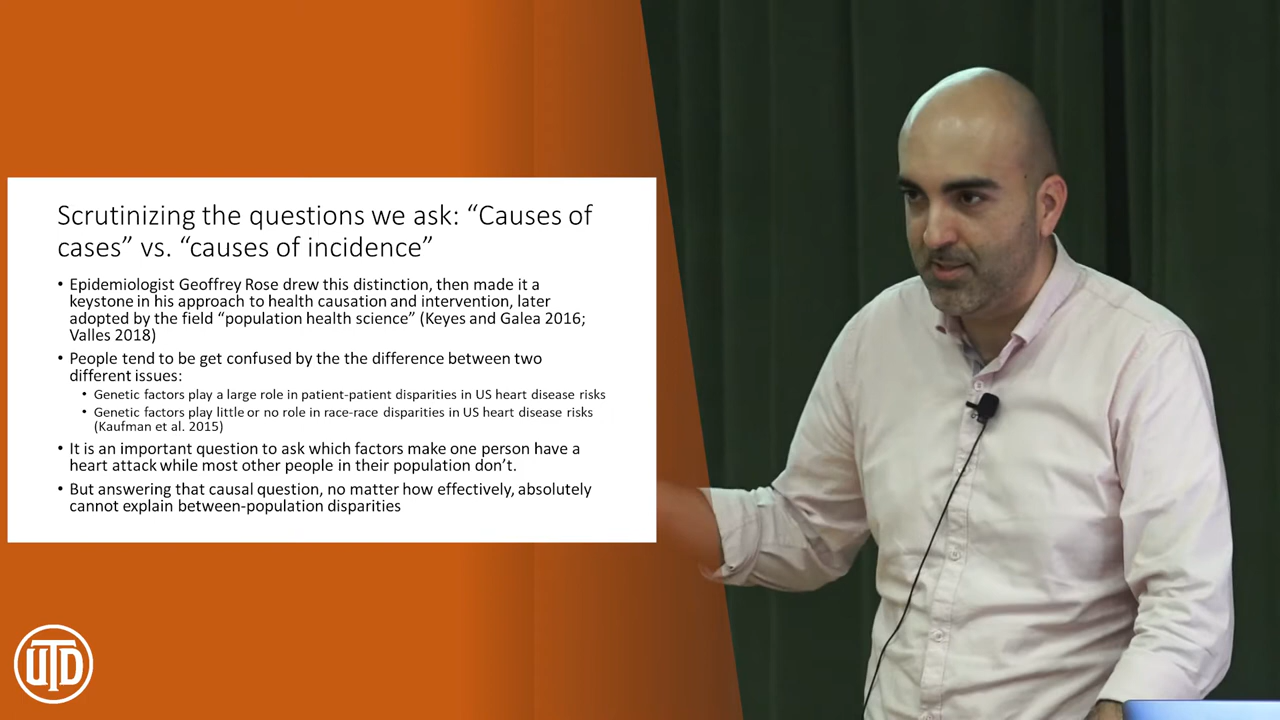 Scrutinizing the questions we ask: “Causes of
cases” vs. “causes of incidence”
• Epidemiologist Geoffrey Rose drew this distinction, then made it a
keystone in his approach to health causation and intervention, later
adopted by the field “population health science” (Keyes and Galea 2016;
Valles 2018)
• People tend to be get confused by the the difference between two
different issues:
• Genetic factors play a large role in patient-patient disparities in US heart disease risks
• Genetic factors play little or no role in race-race disparities in US heart disease risks
(Kaufman et al. 2015)
• It is an important question to ask which factors make one person have a
heart attack while most other people in their population don’t.
• But answering that causal question, no matter how effectively, absolutely
cannot explain between-population disparities
UTD